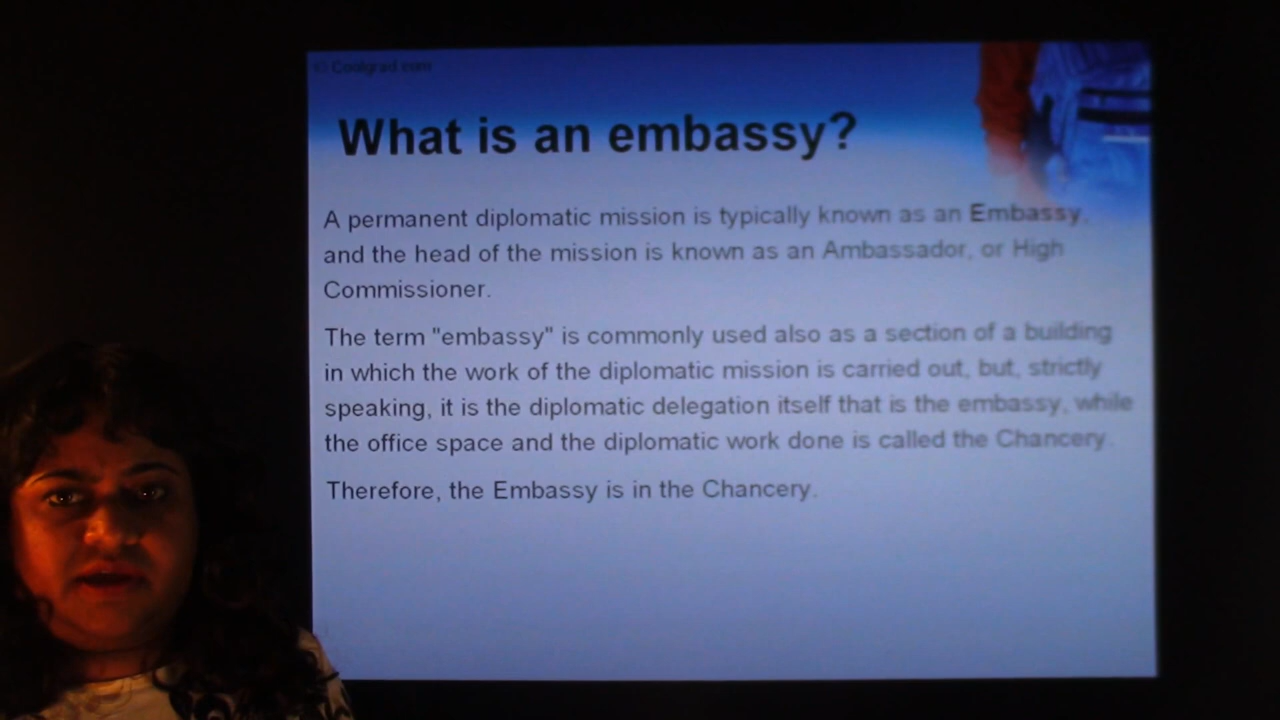 © Coolgrad.com
What is an embassy?
A permanent diplomatic mission is typically known as an Embassy,
and the head of the mission is known as an Ambassador, or High
Commissioner.
The term "embassy" is commonly used also as a section of a building
in which the work of the diplomatic mission is carried out, but, strictly
speaking, it is the diplomatic delegation itself that is the embassy, while
the office space and the diplomatic work done is called the Chancery.
Therefore, the Embassy is in the Chancery.